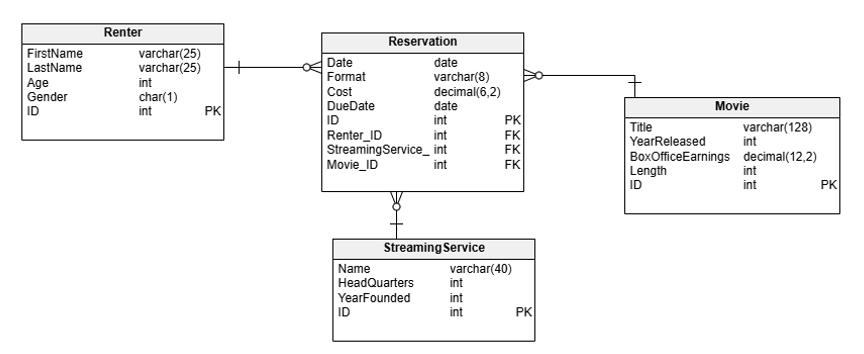 Renter
FirstName varchar(25)
LastName varchar(25)
Age int
Gender char(1)
ID int PK
Reservation
Date date
Format varchar(8)
Cost decimal(6,2)
DueDate date
ID int PK
Renter_ID int FK
StreamingService_ int FK
Movie_ID int FK
Movie
Title varchar(128)
YearReleased int
BoxOfficeEarnings decimal(12,2)
Length int
ID int PK
StreamingService
Name varchar(40)
HeadQuarters int
YearFounded int
ID int PK